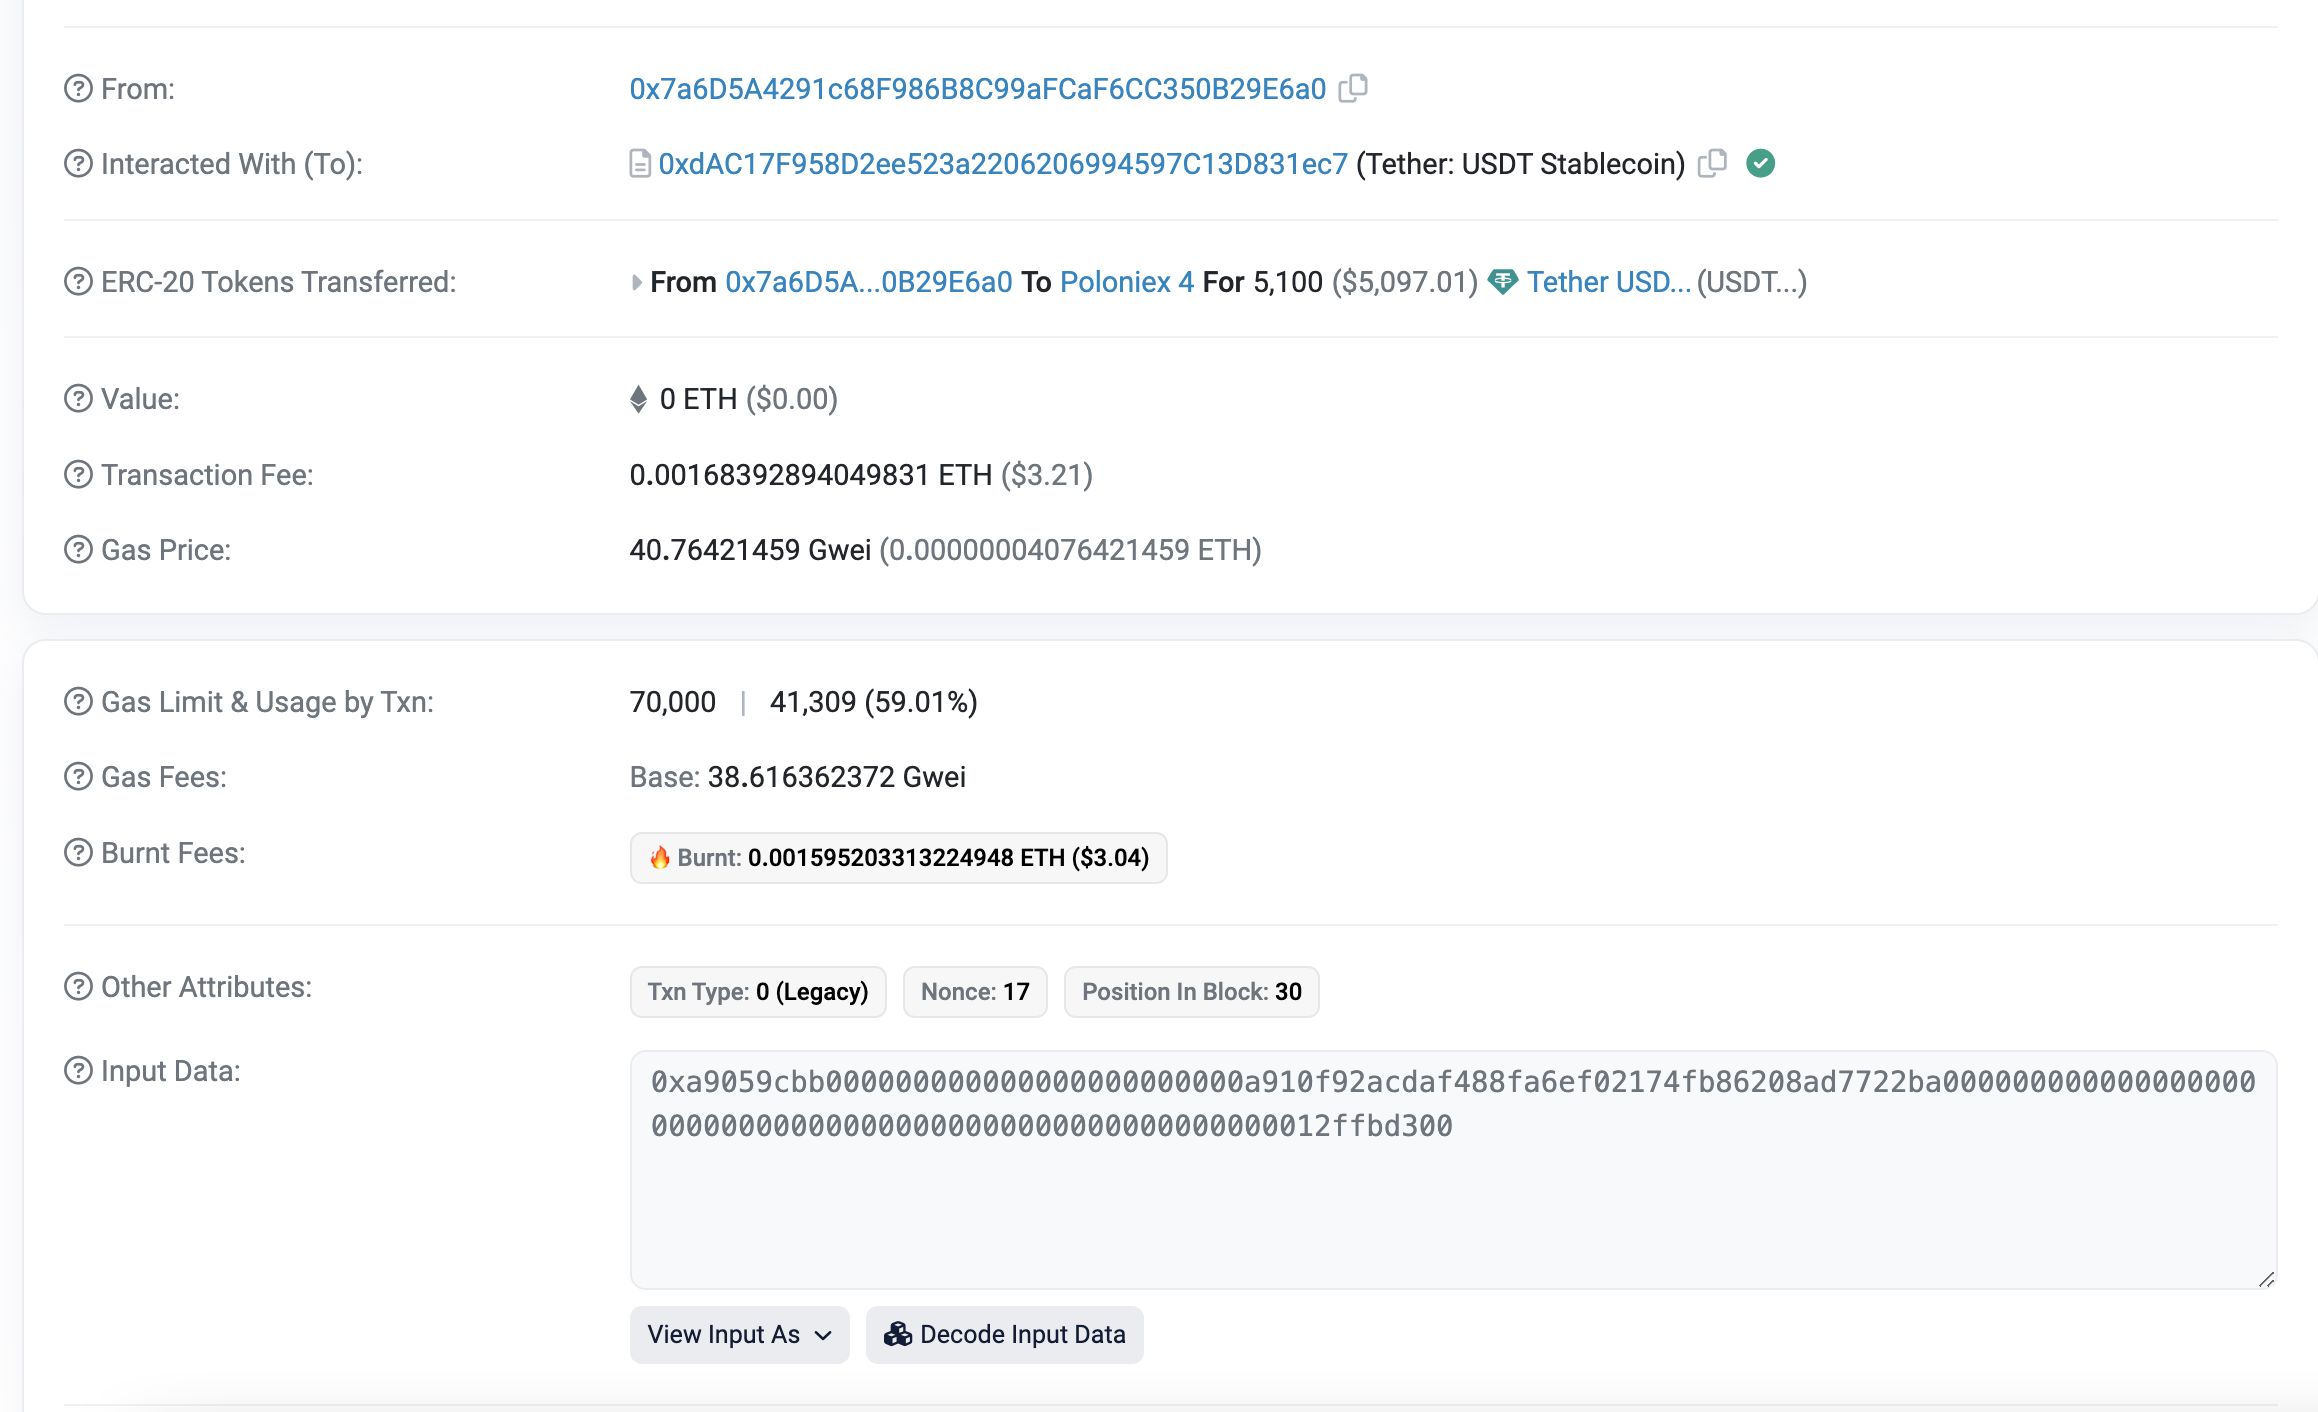 From: 0x7a6D5A4291c68F986B8C99aFCaF6CC350B29E6a0
Interacted With (To): 0xdAC17F958D2ee523a2206206994597C13D831ec7 (Tether: USDT Stablecoin)
ERC-20 Tokens Transferred: From 0x7a6D5A...0B29E6a0 To Poloniex 4 For 5,100 ($5,097.01) Tether USD... (USDT...)
Value: 0 ETH ($0.00)
Transaction Fee: 0.00168392894049831 ETH ($3.21)
Gas Price: 40.76421459 Gwei (0.00000004076421459 ETH)
Gas Limit & Usage by Txn: 70,000 | 41,309 (59.01%)
Gas Fees: Base: 38.616362372 Gwei
Burnt Fees: 🔥 Burnt: 0.001595203313224948 ETH ($3.04)
Other Attributes: Txn Type: 0 (Legacy) Nonce: 17 Position In Block: 30
Input Data: 0xa9059cbb000000000000000000000000a910f92acdaf488fa6ef02174fb86208ad7722ba000000000000000000
00000000000000000000000000000000000000012ffbd300
View Input As Decode Input Data